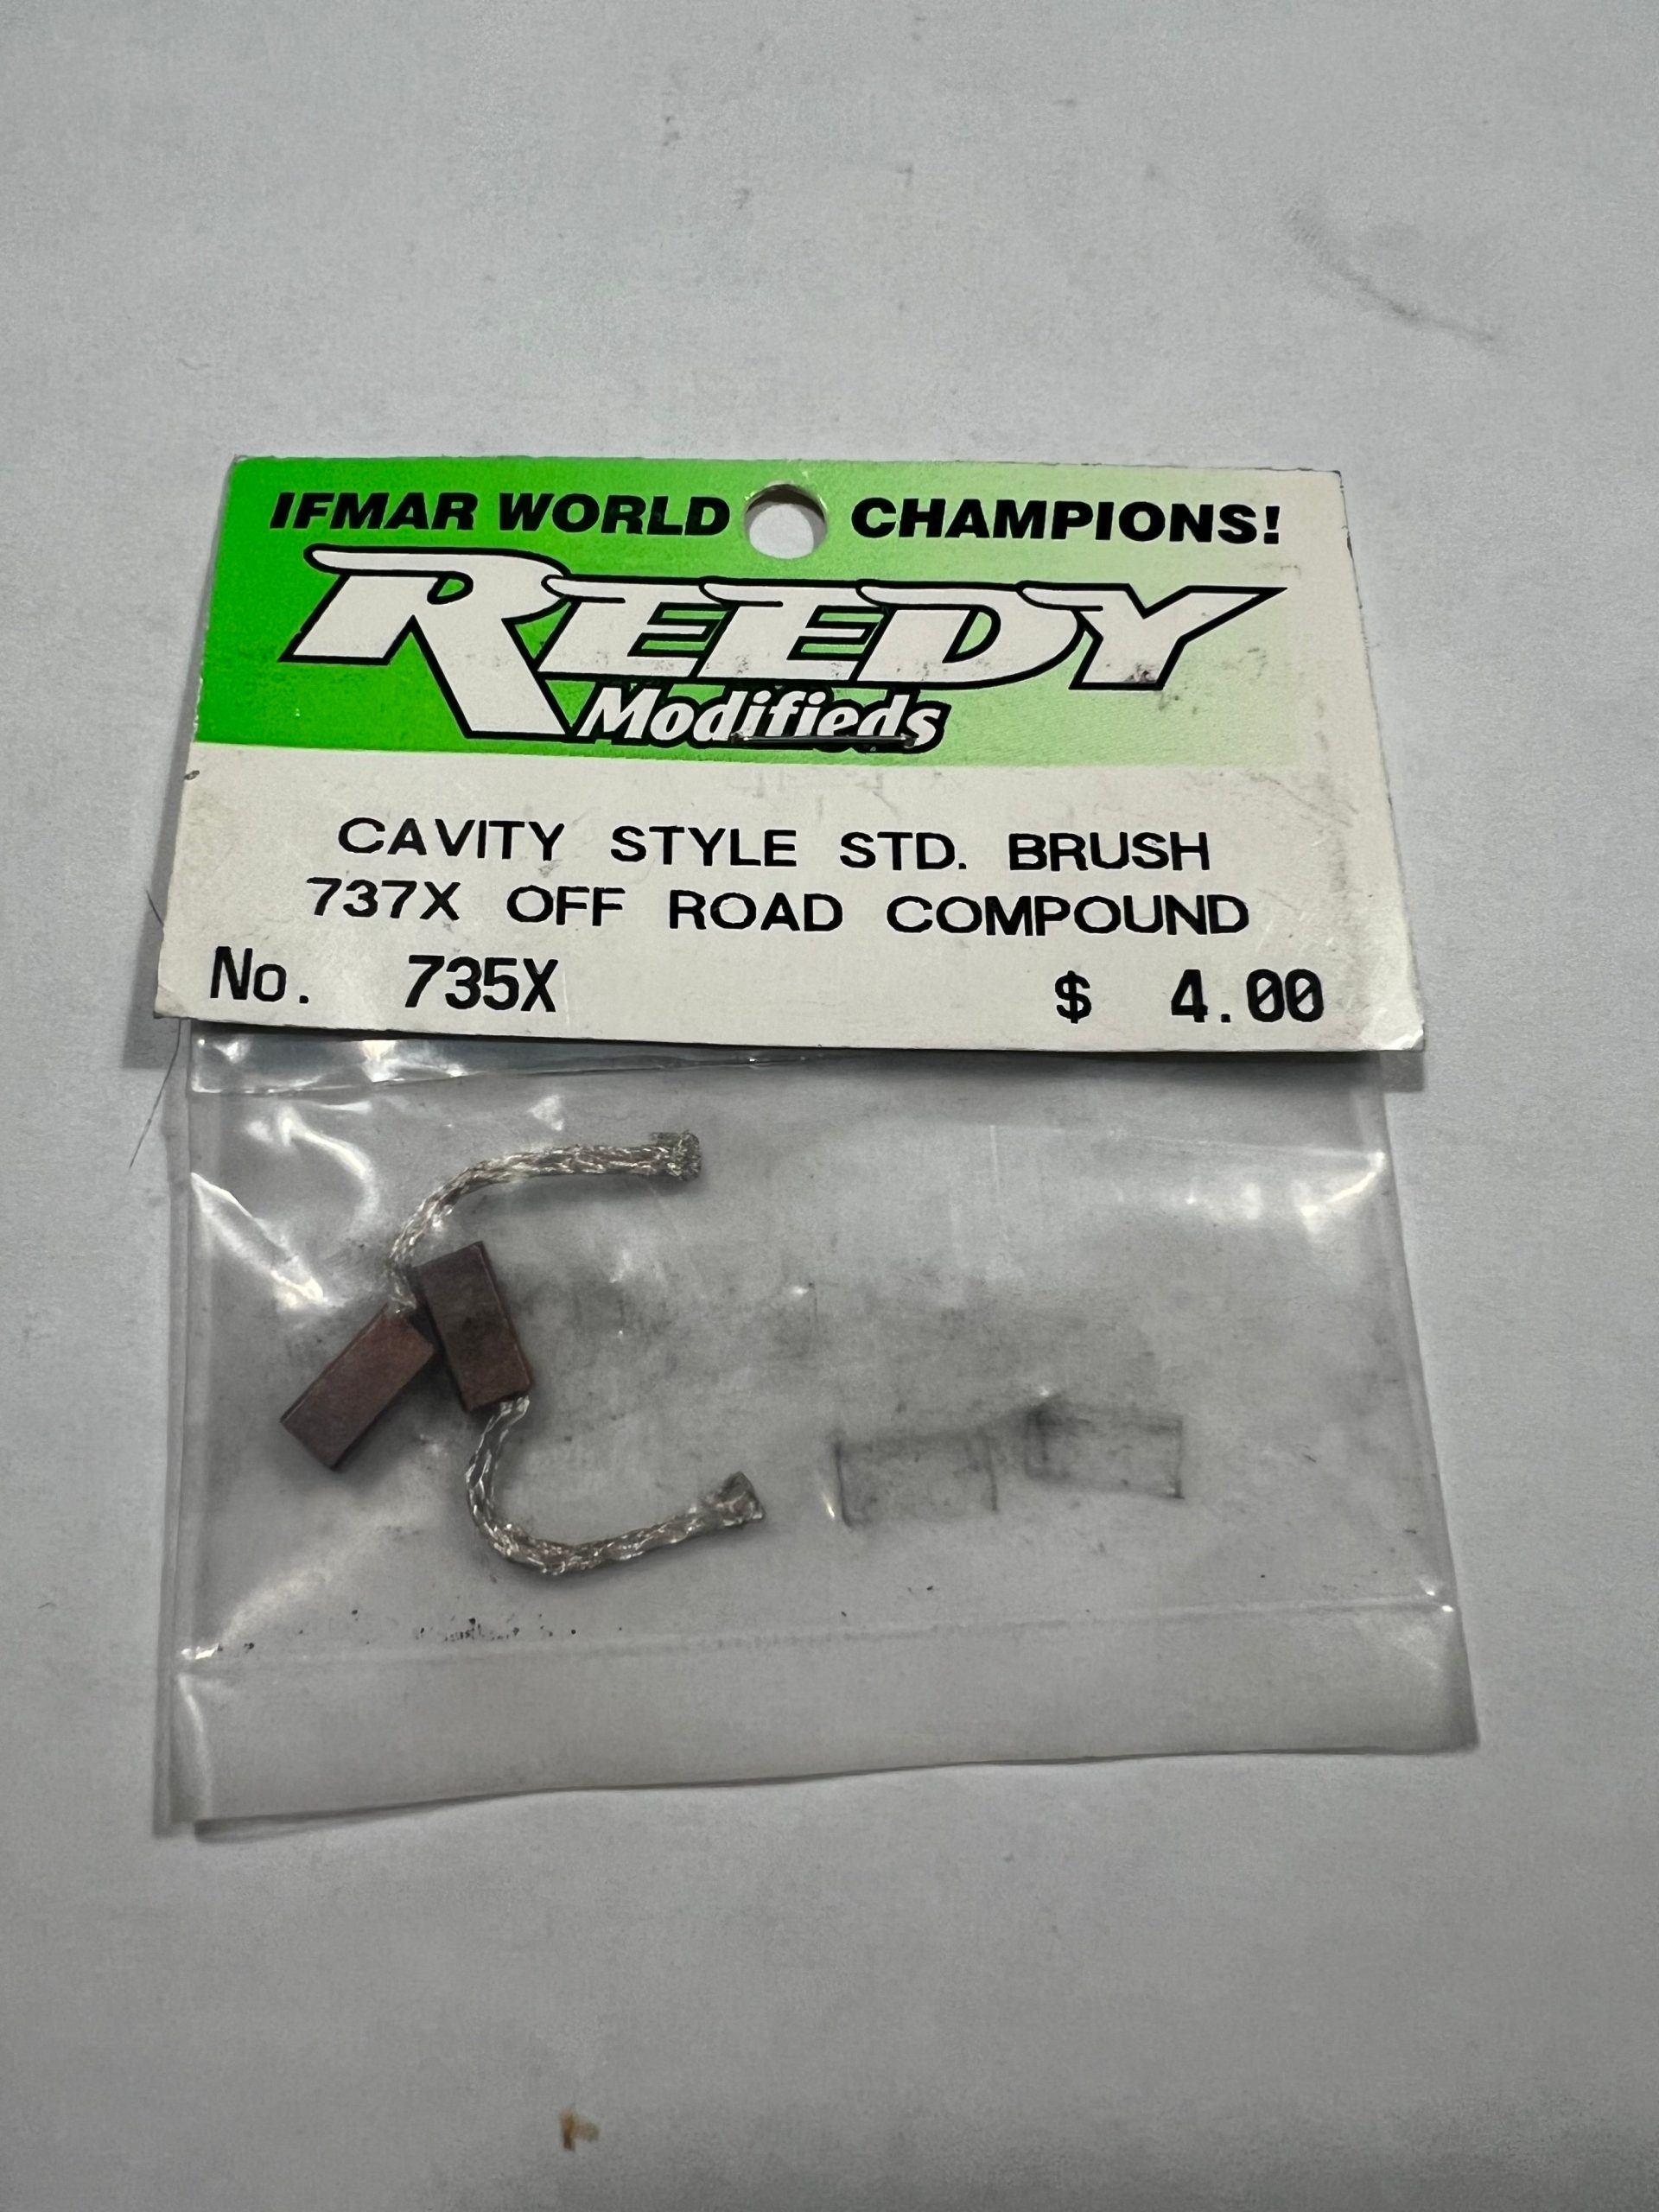 IFMAR WORLD CHAMPIONS!
REEDY
Modifieds
CAVITY STYLE STD. BRUSH
737X OFF ROAD COMPOUND
No. 735X $ 4.00